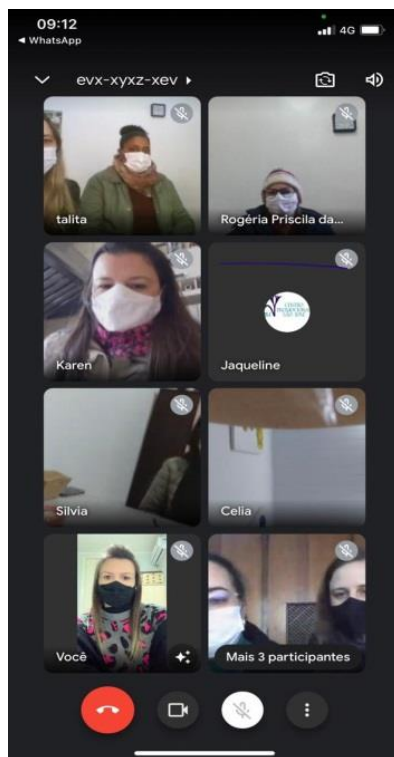 09:12
4G
◀ WhatsApp
evx-xyxz-xev ▸
talita
Rogéria Priscila da...
Karen
CENTRO
Jaqueline
Silvia
Celia
Você
Mais 3 participantes